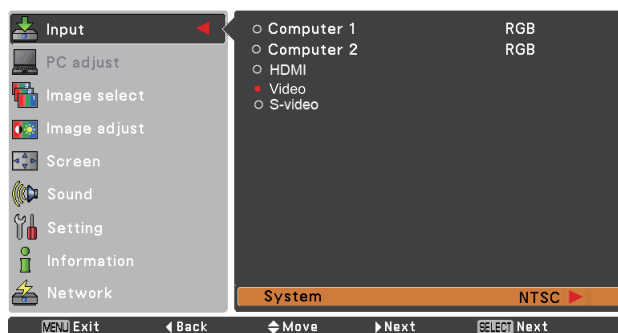 Input
PC adjust
Image select
Image adjust
Screen
Sound
Setting
Information
Network
Computer 1 RGB
Computer 2 RGB
HDMI
Video
S-video
System NTSC
MENU Exit Back Move Next SELECT Next